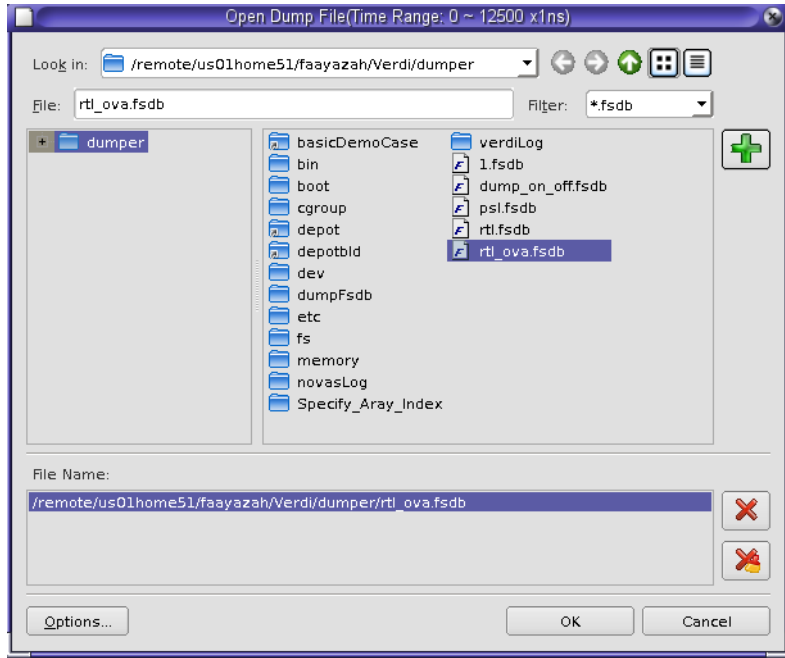 Open Dump File(Time Range: 0 ~ 12500 x1ns)
Look in: /remote/us01home51/faayazah/Verdi/dumper
File: rtl_ova.fsdb Filter: *.fsdb
dumper
basicDemoCase
bin
boot
cgroup
depot
depotbld
dev
dumpFsdb
etc
fs
memory
novasLog
Specify_Aray_Index
verdiLog
1.fsdb
dump_on_off.fsdb
psl.fsdb
rtl.fsdb
rtl_ova.fsdb
File Name:
/remote/us01home51/faayazah/Verdi/dumper/rtl_ova.fsdb
Options... OK Cancel